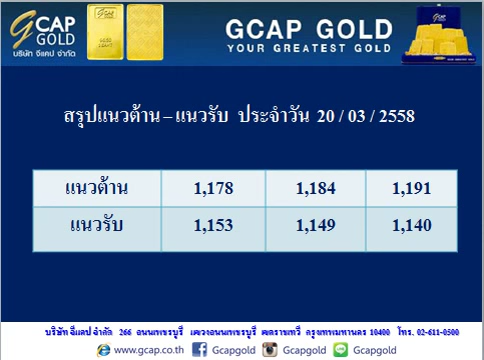 GCAP
GOLD
บริษัท จีแคป จำกัด
GCAP GOLD
YOUR GREATEST GOLD
สรุปแนวต้าน – แนวรับ ประจำวัน 20 / 03 / 2558
แนวต้าน 1,178 1,184 1,191
แนวรับ 1,153 1,149 1,140
บริษัท จีแคป จำกัด 266 ถนนเพชรบุรี แขวงถนนเพชรบุรี เขตราชเทวี กรุงเทพมหานคร 10400 โทร. 02-611-0500
www.gcap.co.th Gcapgold Gcapgold Gcapgold